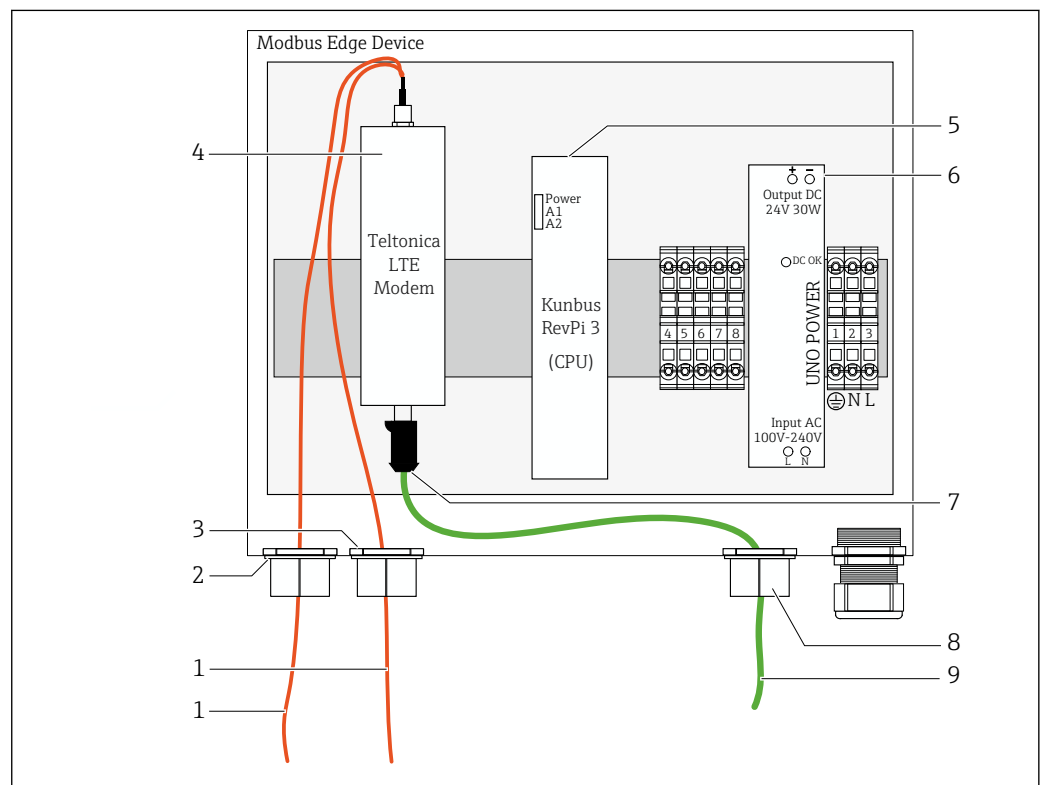 Modbus Edge Device
4
5
6
+ −
Output DC
24V 30W
Power
A1
A2
Teltonica
LTE
Modem
DC OK
Kunbus
RevPi 3
(CPU)
4 5 6 7 8
UNO POWER
1 2 3
N L
Input AC
100V-240V
L N
7
3
2
8
1
9
1